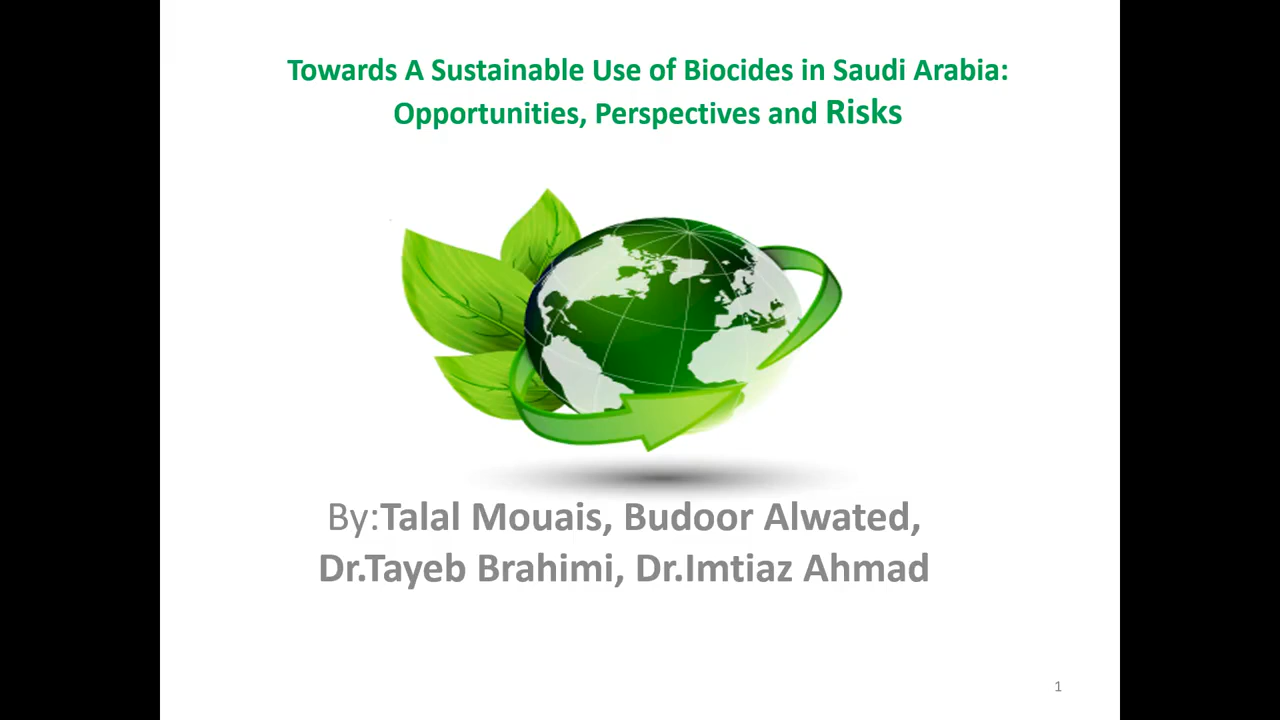 Towards A Sustainable Use of Biocides in Saudi Arabia:
Opportunities, Perspectives and Risks
By:Talal Mouais, Budoor Alwated,
Dr.Tayeb Brahimi, Dr.Imtiaz Ahmad
1